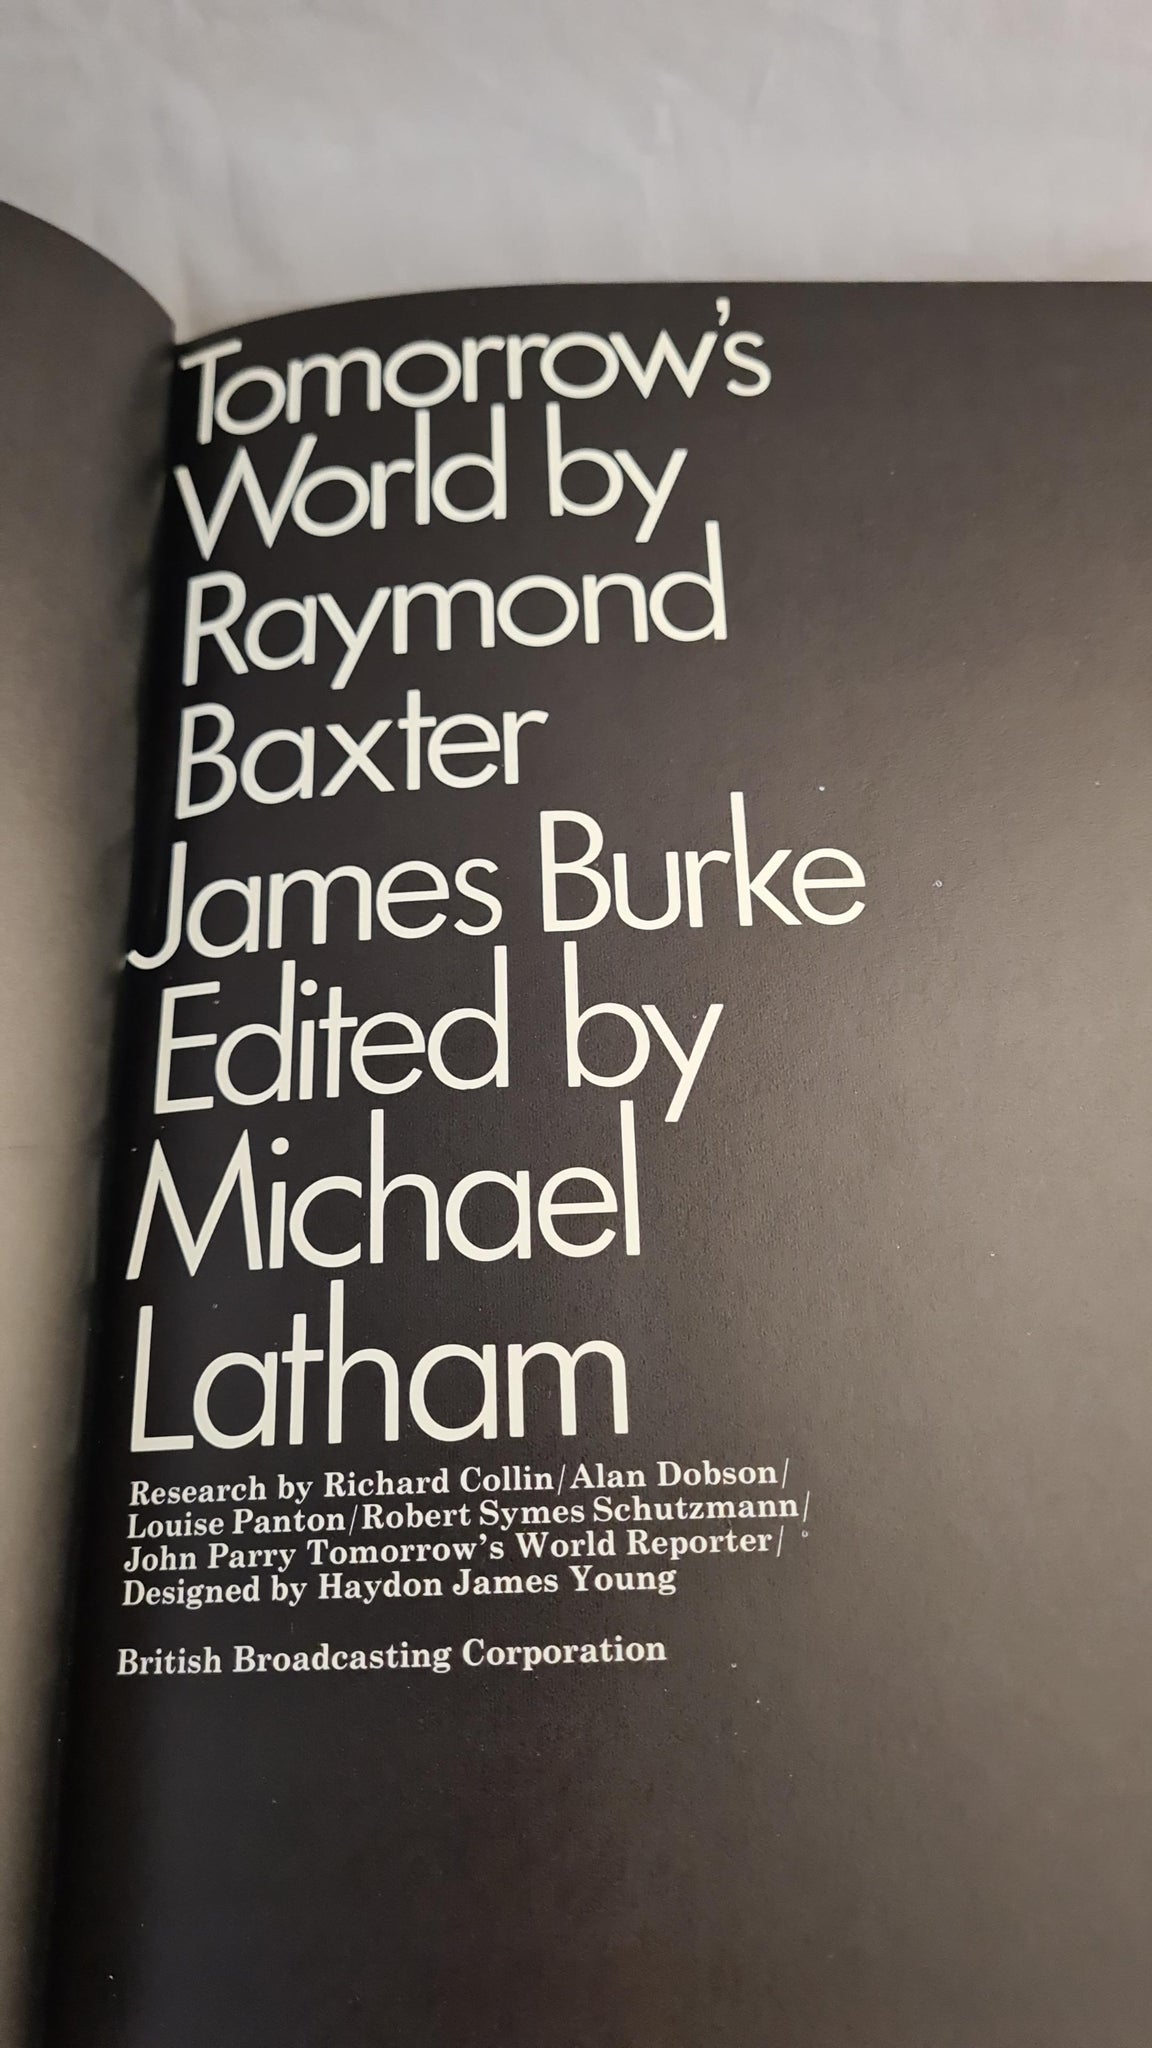 Tomorrow's
World by
Raymond
Baxter
James Burke
Edited by
Michael
Latham
Research by Richard Collin/Alan Dobson/
Louise Panton/Robert Symes Schutzmann/
John Parry Tomorrow's World Reporter/
Designed by Haydon James Young
British Broadcasting Corporation